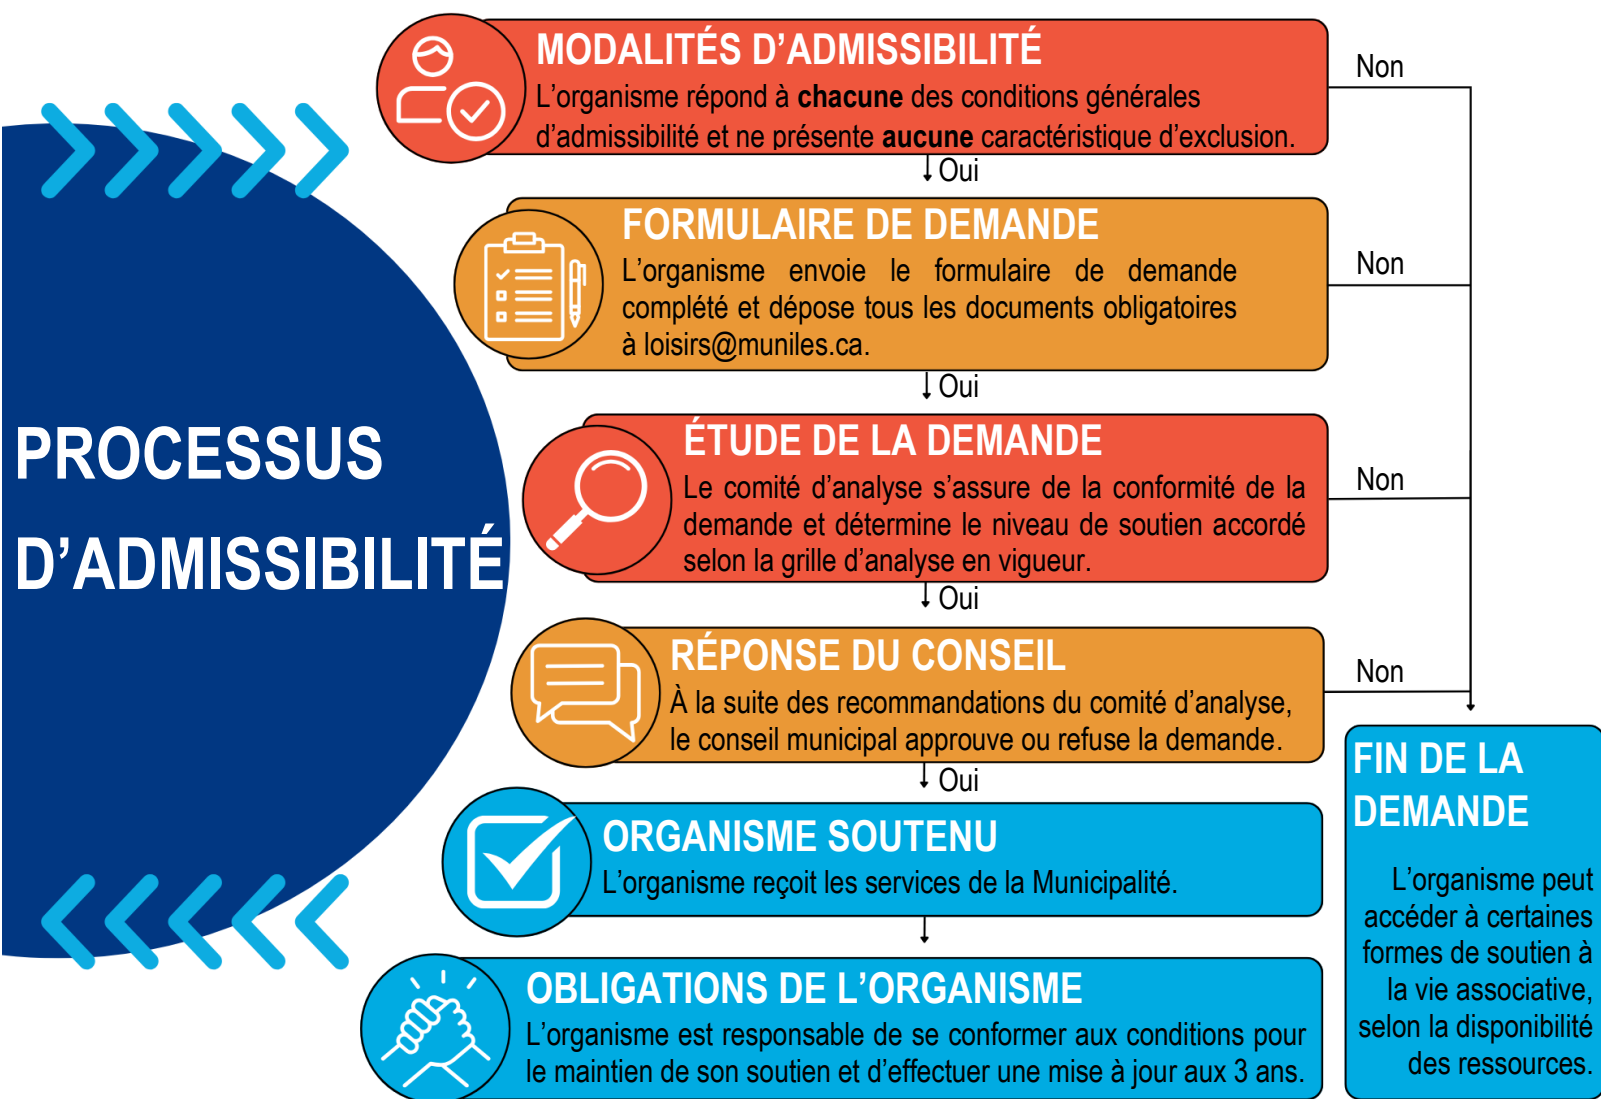 PROCESSUS
D’ADMISSIBILITÉ
MODALITÉS D’ADMISSIBILITÉ
L’organisme répond à chacune des conditions générales
d’admissibilité et ne présente aucune caractéristique d’exclusion.
Non
Oui
FORMULAIRE DE DEMANDE
L’organisme envoie le formulaire de demande
complété et dépose tous les documents obligatoires
à loisirs@muniles.ca.
Non
Oui
ÉTUDE DE LA DEMANDE
Le comité d’analyse s’assure de la conformité de la
demande et détermine le niveau de soutien accordé
selon la grille d’analyse en vigueur.
Non
Oui
RÉPONSE DU CONSEIL
À la suite des recommandations du comité d’analyse,
le conseil municipal approuve ou refuse la demande.
Non
Oui
ORGANISME SOUTENU
L’organisme reçoit les services de la Municipalité.
OBLIGATIONS DE L’ORGANISME
L’organisme est responsable de se conformer aux conditions pour
le maintien de son soutien et d’effectuer une mise à jour aux 3 ans.
FIN DE LA
DEMANDE
L’organisme peut
accéder à certaines
formes de soutien à
la vie associative,
selon la disponibilité
des ressources.